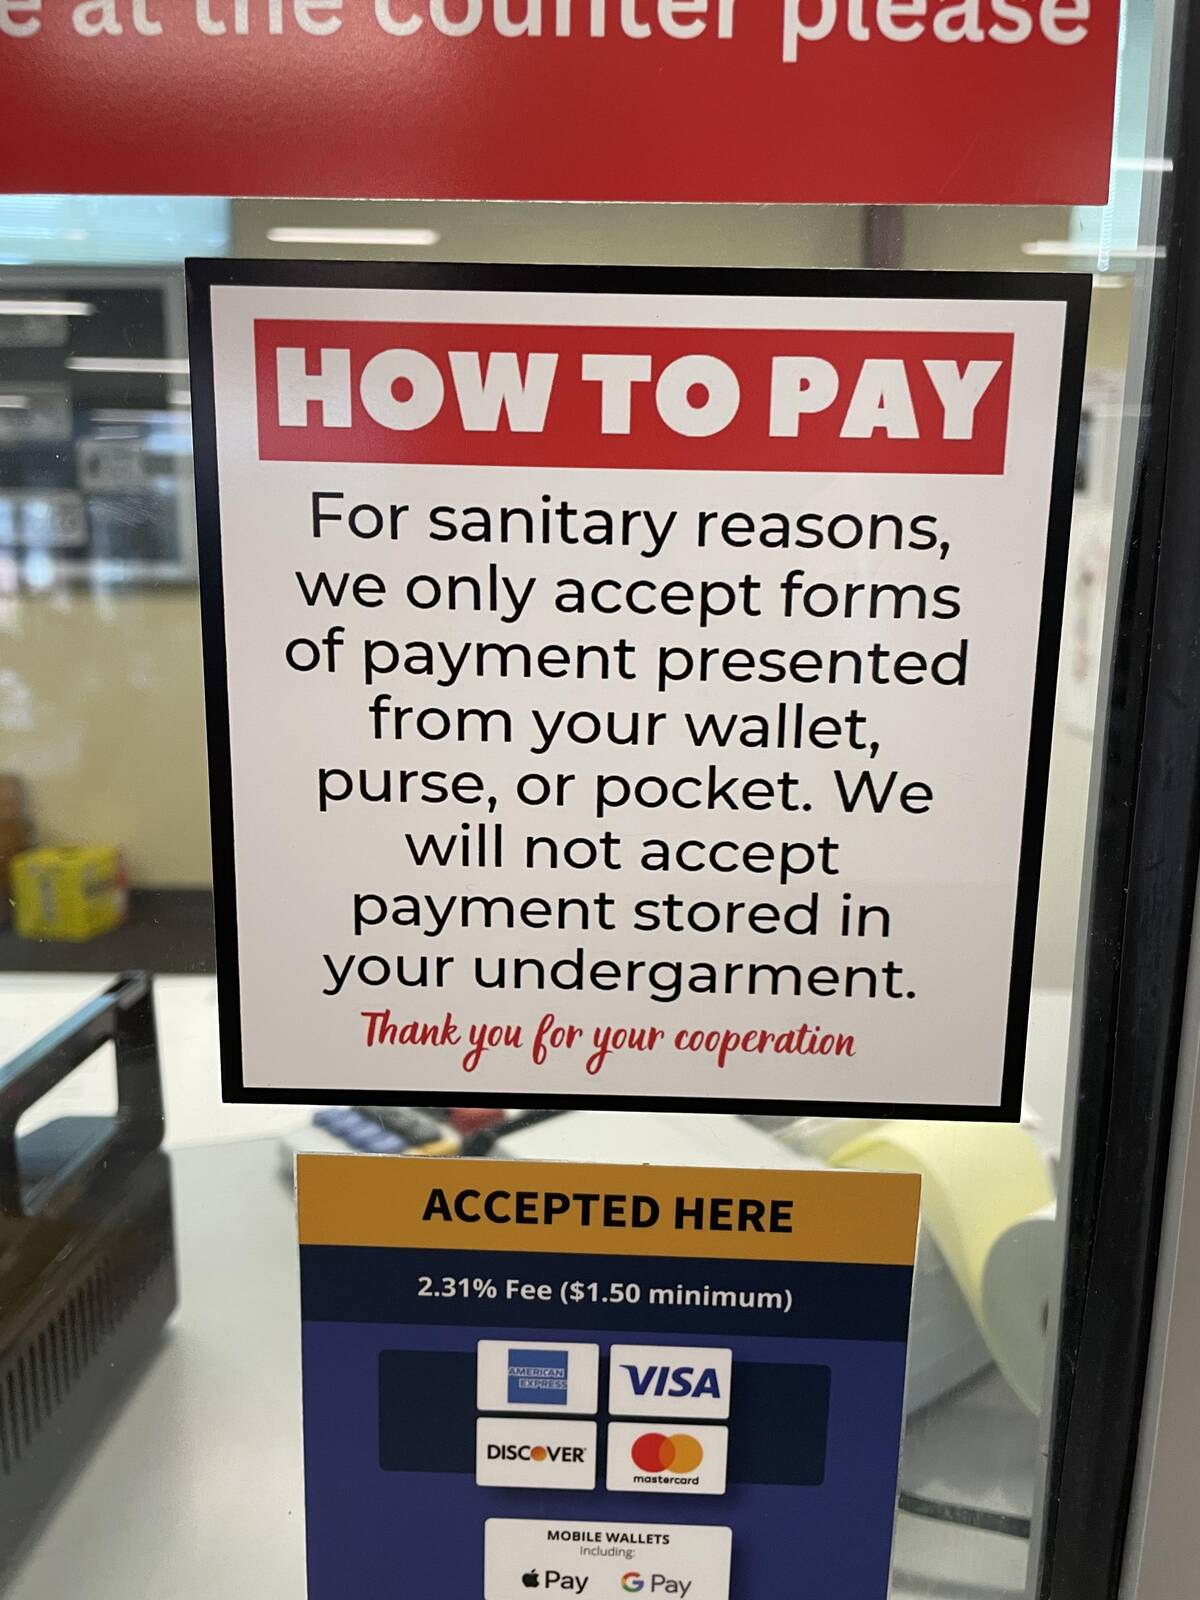 at the counter please
HOW TO PAY
For sanitary reasons,
we only accept forms
of payment presented
from your wallet,
purse, or pocket. We
will not accept
payment stored in
your undergarment.
Thank you for your cooperation
ACCEPTED HERE
2.31% Fee ($1.50 minimum)
AMERICAN
EXPRESS
VISA
DISCOVER
mastercard
MOBILE WALLETS
Including:
Pay
G Pay